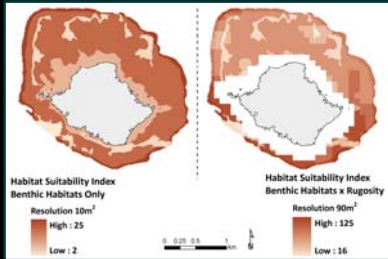 Habitat Suitability Index
Benthic Habitats Only
Resolution 10m²
High : 25
Low : 2
0 0.25 0.5 1
km
N
Habitat Suitability Index
Benthic Habitats x Rugosity
Resolution 90m²
High : 125
Low : 16